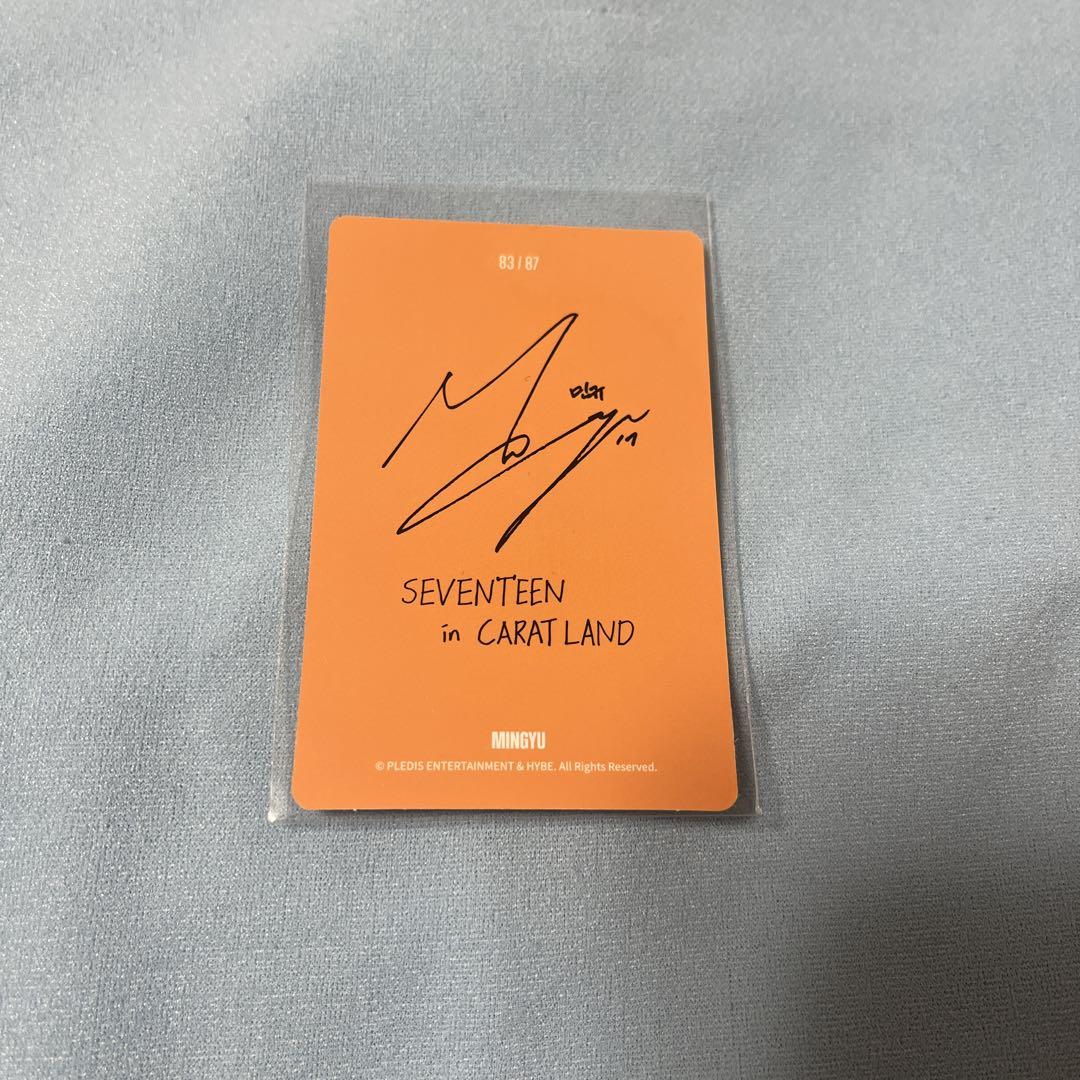 83 / 87
민규
17
SEVENTEEN
in CARAT LAND
MINGYU
© PLEDIS ENTERTAINMENT & HYBE. All Rights Reserved.